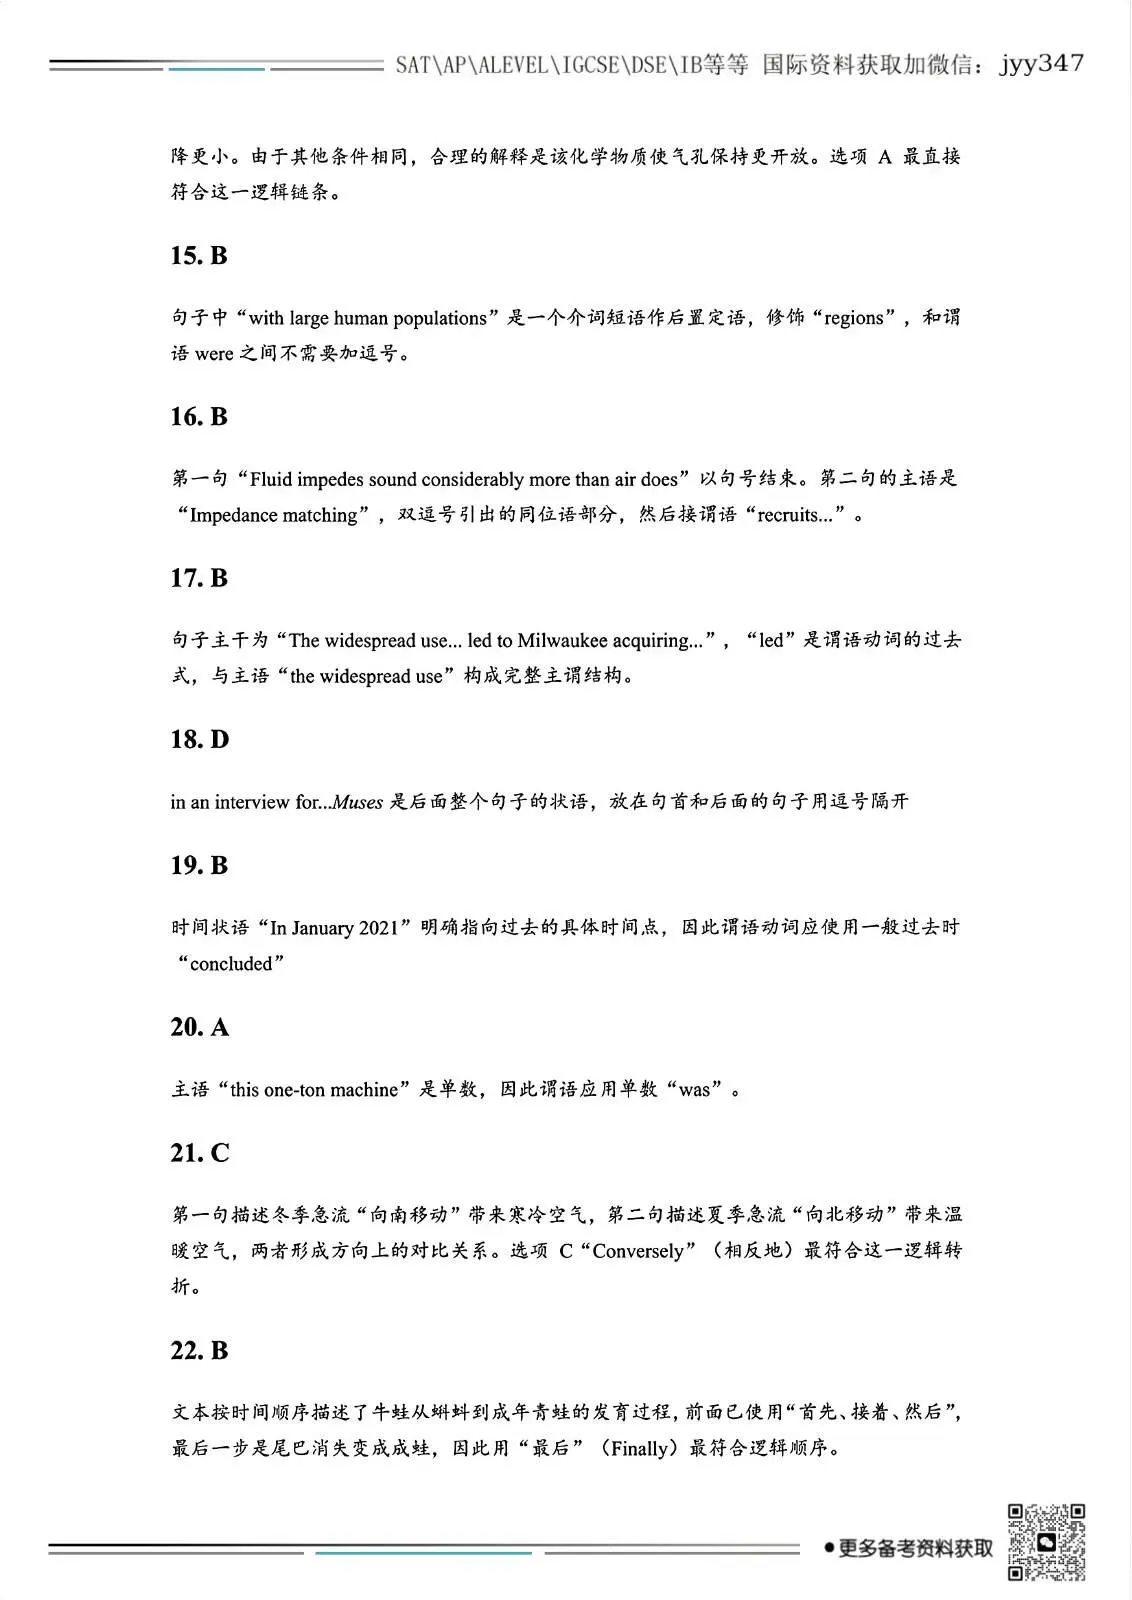 SAT\AP\ALEVEL\IGCSE\DSE\IB等等 国际资料获取加微信： jyy347
降更小。由于其他条件相同，合理的解释是该化学物质使气孔保持更开放。选项 A 最直接
符合这一逻辑链条。
15. B
句子中“with large human populations”是一个介词短语作后置定语，修饰“regions”，和谓
语 were 之间不需要加逗号。
16. B
第一句“Fluid impedes sound considerably more than air does”以句号结束。第二句的主语是
“Impedance matching”，双逗号引出的同位语部分，然后接谓语“recruits...”。
17. B
句子主干为“The widespread use... led to Milwaukee acquiring...”，“led”是谓语动词的过去
式，与主语“the widespread use”构成完整主谓结构。
18. D
in an interview for...Muses 是后面整个句子的状语，放在句首和后面的句子用逗号隔开
19. B
时间状语“In January 2021”明确指向过去的具体时间点，因此谓语动词应使用一般过去时
“concluded”
20. A
主语“this one-ton machine”是单数，因此谓语应用单数“was”。
21. C
第一句描述冬季急流“向南移动”带来寒冷空气，第二句描述夏季急流“向北移动”带来温
暖空气，两者形成方向上的对比关系。选项 C“Conversely”（相反地）最符合这一逻辑转
折。
22. B
文本按时间顺序描述了牛蛙从蝌蚪到成年青蛙的发育过程，前面已使用“首先、接着、然后”，
最后一步是尾巴消失变成成蛙，因此用“最后”（Finally）最符合逻辑顺序。
●更多备考资料获取